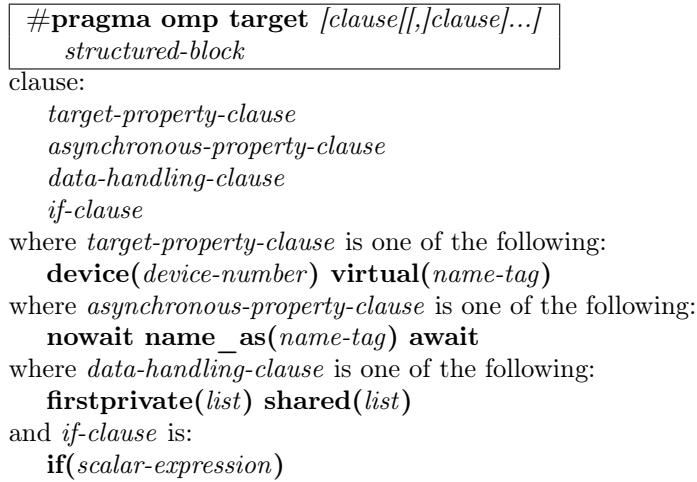 #pragma omp target [clause[[,]clause]...]
structured-block
clause:
target-property-clause
asynchronous-property-clause
data-handling-clause
if-clause
where target-property-clause is one of the following:
device(device-number) virtual(name-tag)
where asynchronous-property-clause is one of the following:
nowait name_as(name-tag) await
where data-handling-clause is one of the following:
firstprivate(list) shared(list)
and if-clause is:
if(scalar-expression)